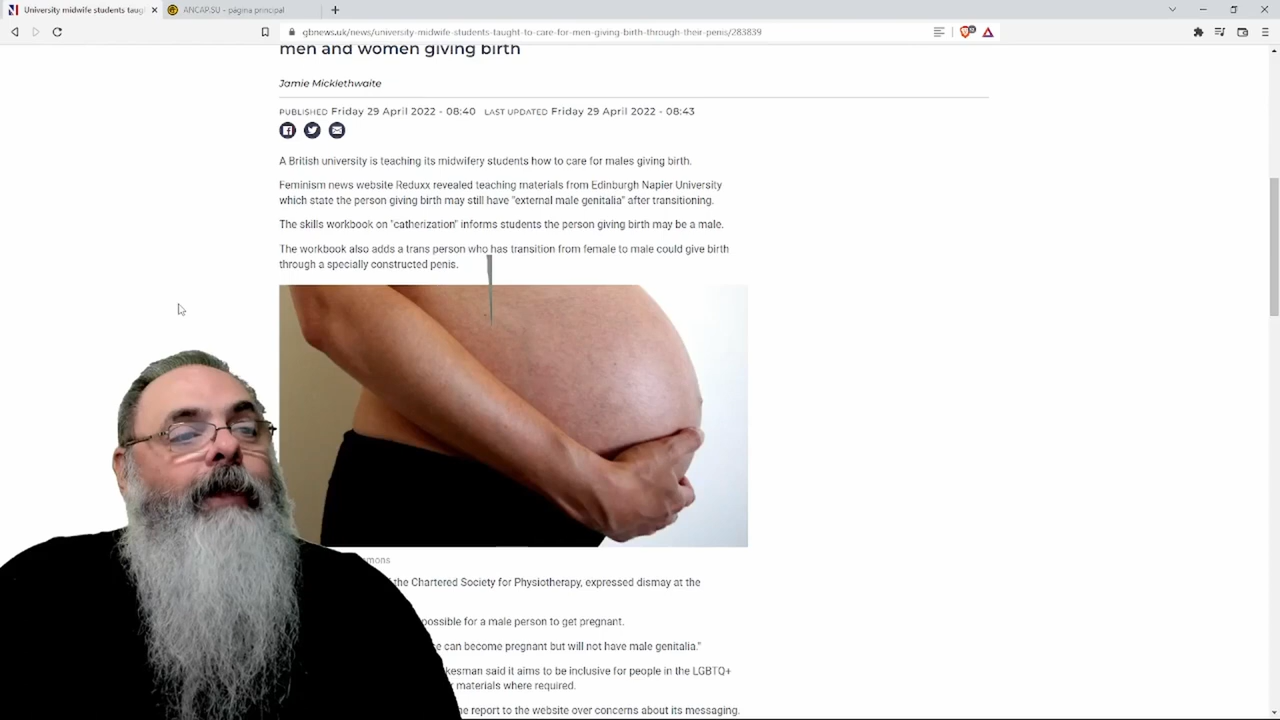 University midwife students taug
ANCAP.SU - página principal
gbnews.uk/news/university-midwife-students-taught-to-care-for-men-giving-birth-through-their-penis/283839
men and women giving birth
Jamie Micklethwaite
PUBLISHED Friday 29 April 2022 - 08:40 LAST UPDATED Friday 29 April 2022 - 08:43
A British university is teaching its midwifery students how to care for males giving birth.
Feminism news website Reduxx revealed teaching materials from Edinburgh Napier University
which state the person giving birth may still have "external male genitalia" after transitioning.
The skills workbook on "catherization" informs students the person giving birth may be a male.
The workbook also adds a trans person who has transition from female to male could give birth
through a specially constructed penis.
the Chartered Society for Physiotherapy, expressed dismay at the
possible for a male person to get pregnant.
can become pregnant but will not have male genitalia."
said it aims to be inclusive for people in the LGBTQ+
materials where required.
report to the website over concerns about its messaging.